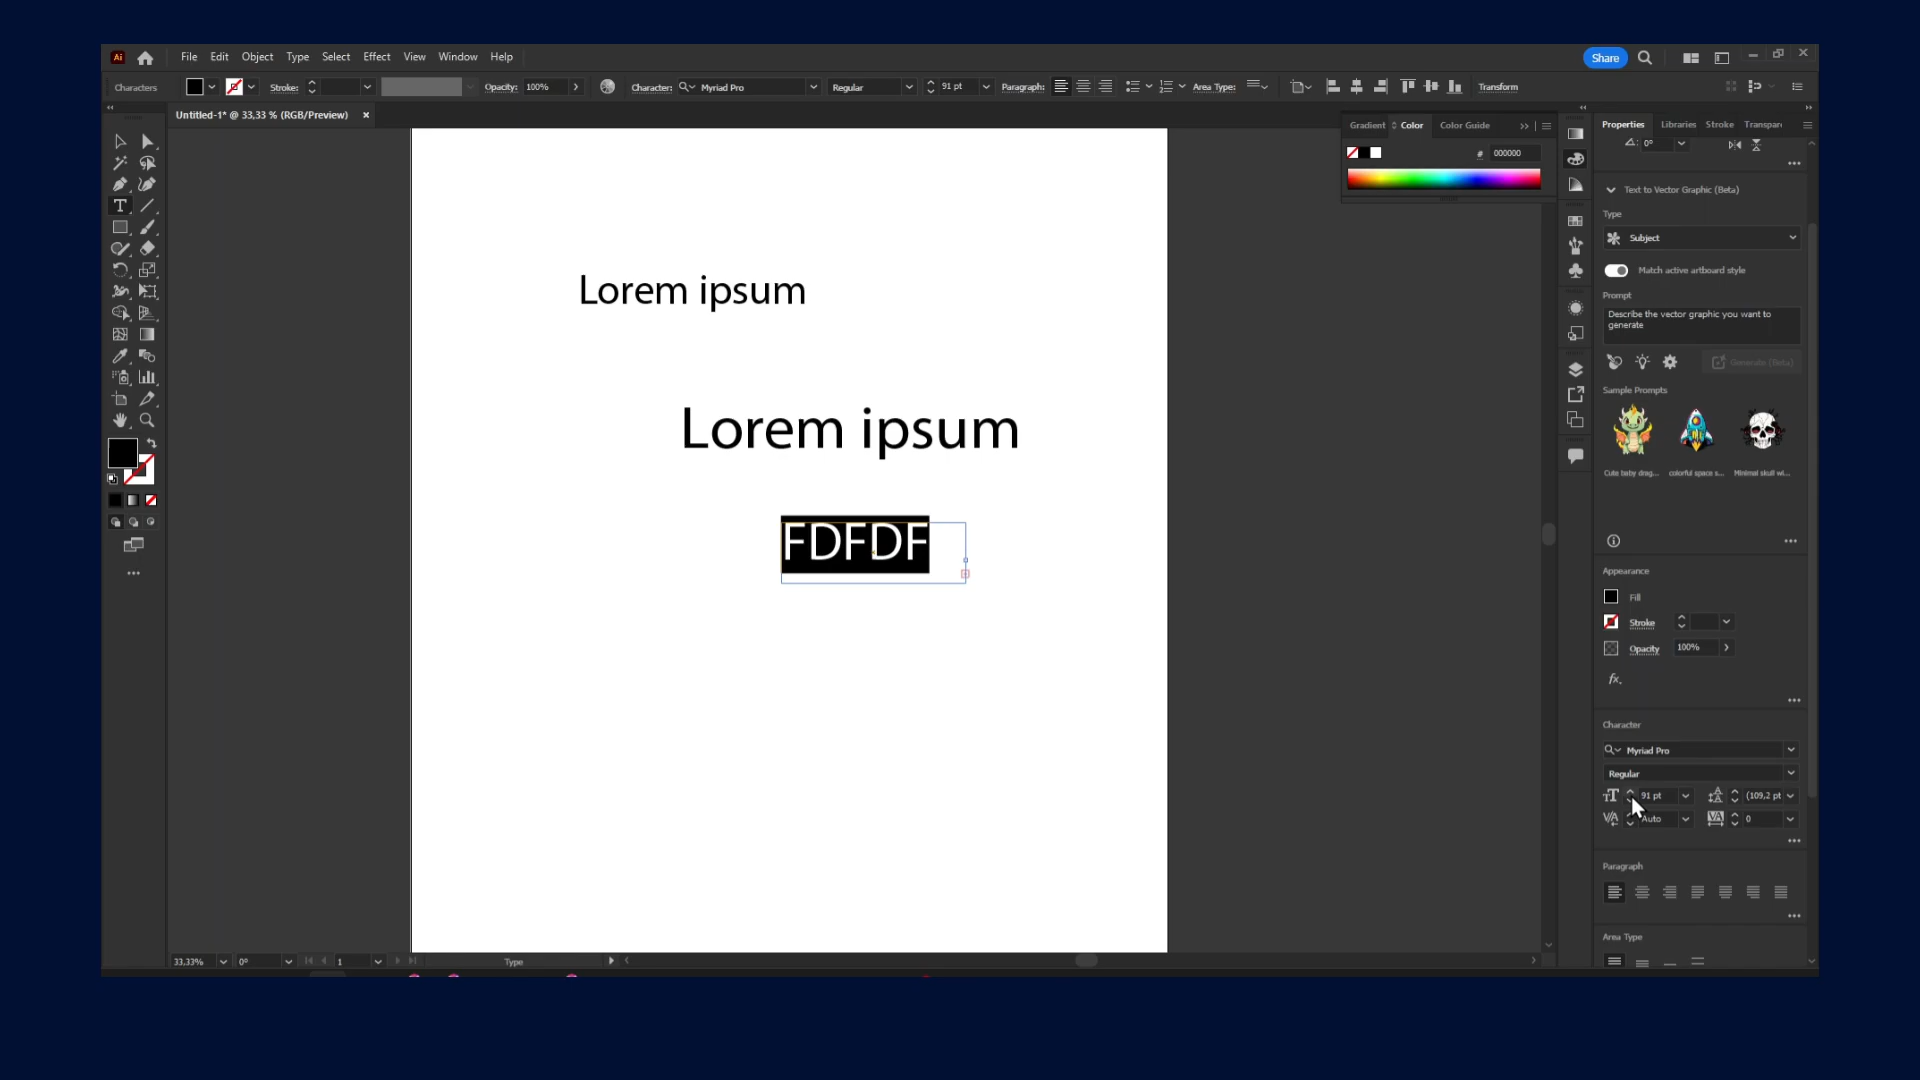 Ai File Edit Object Type Select Effect View Window Help Share
Characters Stroke: Opacity: 100% Character: Myriad Pro Regular 91 pt Paragraph: Area Type: Transform
Untitled-1* @ 33,33 % (RGB/Preview) ×
Gradient Color Color Guide
# 000000
Properties Libraries Stroke Transpar
0°
Text to Vector Graphic (Beta)
Type
Subject
Match active artboard style
Prompt
Describe the vector graphic you want to
generate
Generate (Beta)
Sample Prompts
Cute baby drag... colorful space s... Minimal skull wi...
Lorem ipsum
Lorem ipsum
FDFDF
Appearance
Fill
Stroke
Opacity 100%
fx.
Character
Myriad Pro
Regular
91 pt (109,2 pt
Auto 0
Paragraph
Area Type
33,33% 0° 1 Type